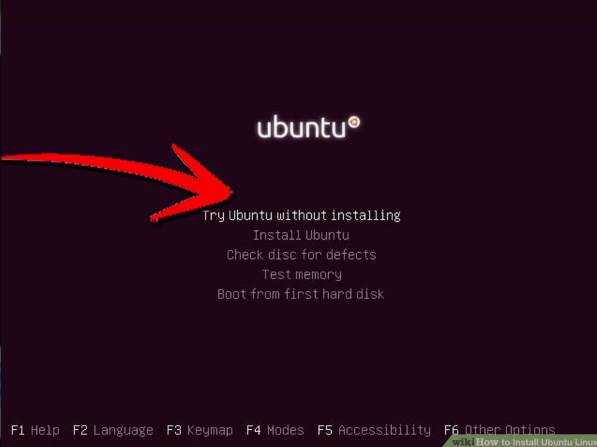 ubuntu
Try Ubuntu without installing
Install Ubuntu
Check disc for defects
Test memory
Boot from first hard disk
F1 Help F2 Language F3 Keymap F4 Modes F5 Accessibility F6 Other Options
wikiHow to Install Ubuntu Linux